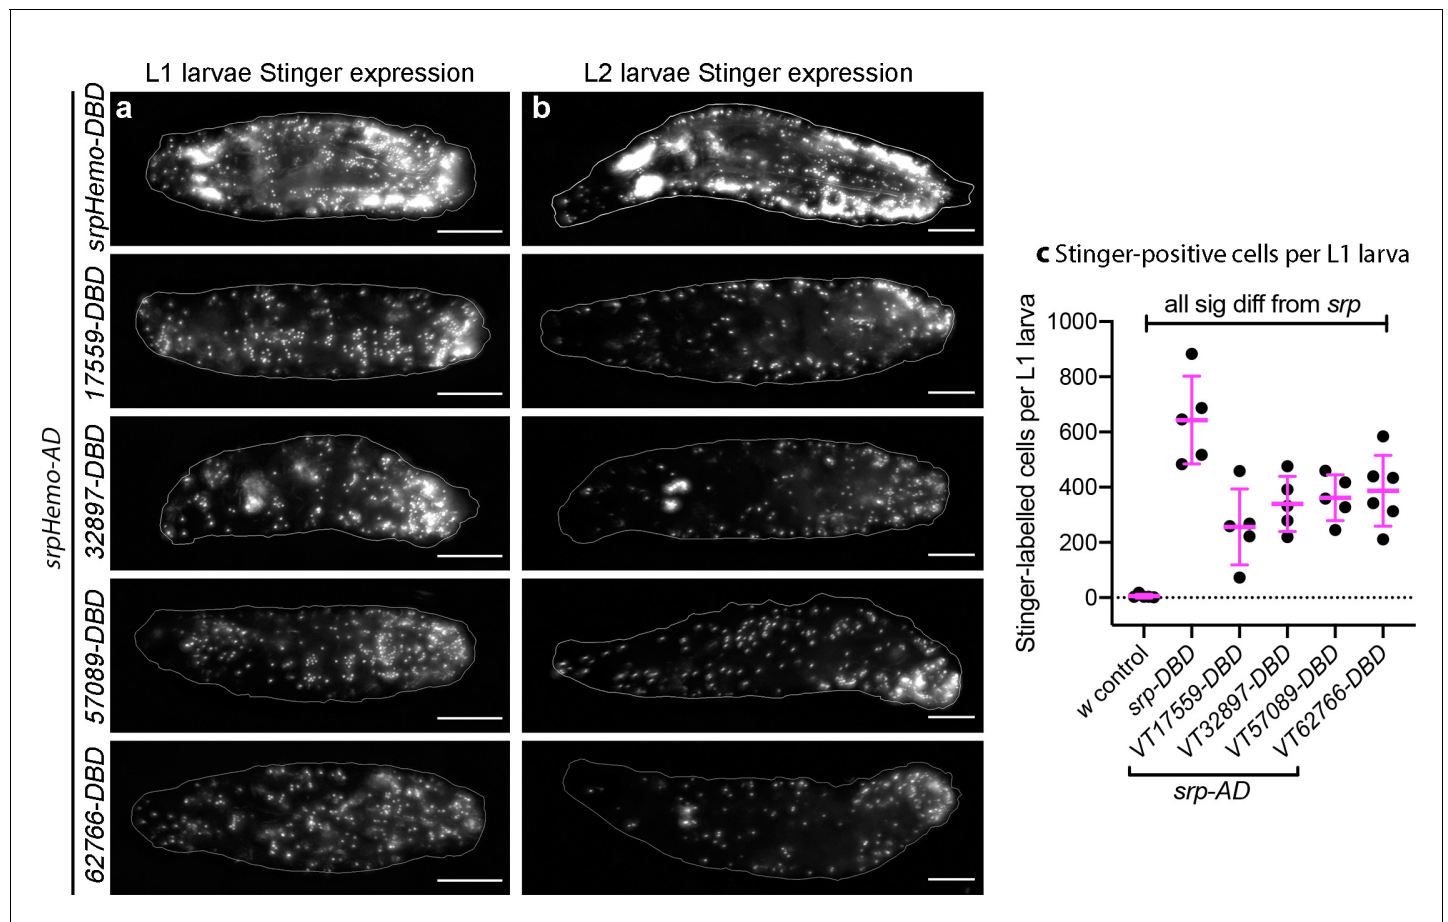 L1 larvae Stinger expression
L2 larvae Stinger expression
a
b
srpHemo-AD
srpHemo-DBD
17559-DBD
32897-DBD
57089-DBD
62766-DBD
c Stinger-positive cells per L1 larva
all sig diff from srp
Stinger-labelled cells per L1 larva
1000
800
600
400
200
0
w control
srp-DBD
VT17559-DBD
VT32897-DBD
VT57089-DBD
VT62766-DBD
srp-AD